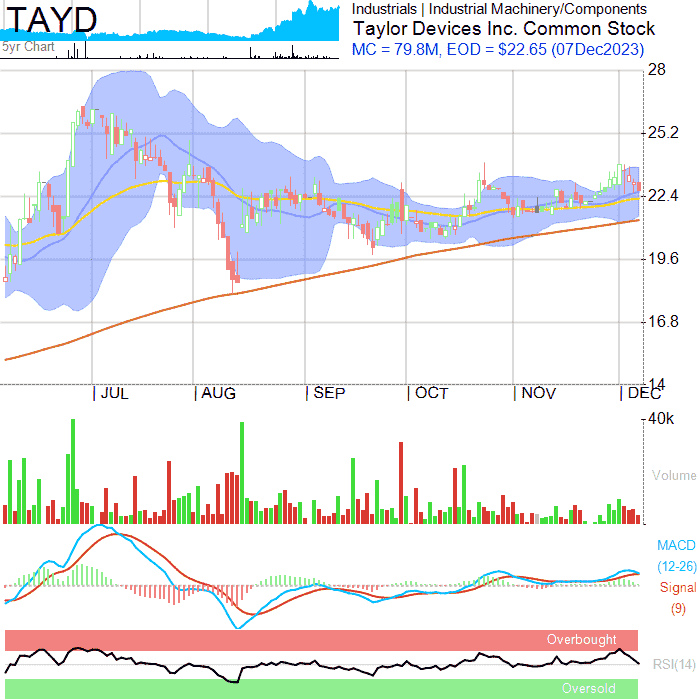 TAYD
5yr Chart
Industrials | Industrial Machinery/Components
Taylor Devices Inc. Common Stock
MC = 79.8M, EOD = $22.65 (07Dec2023)
28
25.2
22.4
19.6
16.8
14
JUL AUG SEP OCT NOV DEC
40k
Volume
MACD
(12-26)
Signal
(9)
Overbought
RSI(14)
Oversold